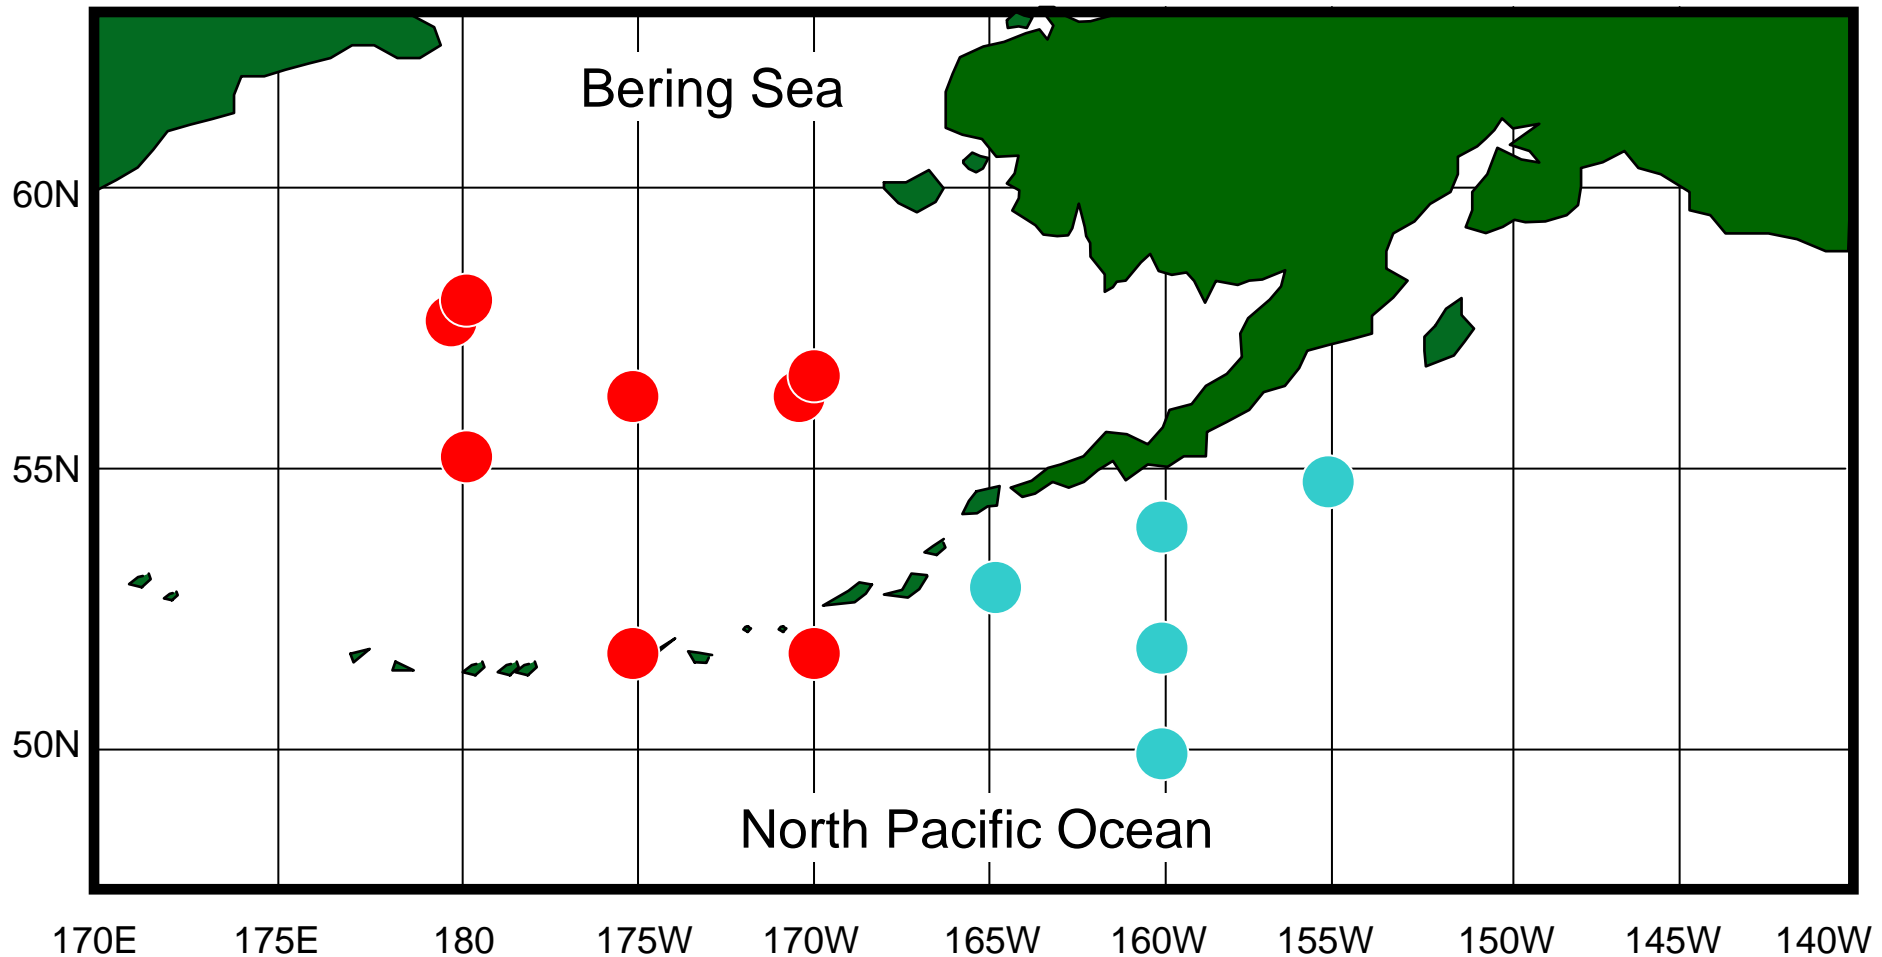 Bering Sea
60N
55N
50N
North Pacific Ocean
170E 175E 180 175W 170W 165W 160W 155W 150W 145W 140W